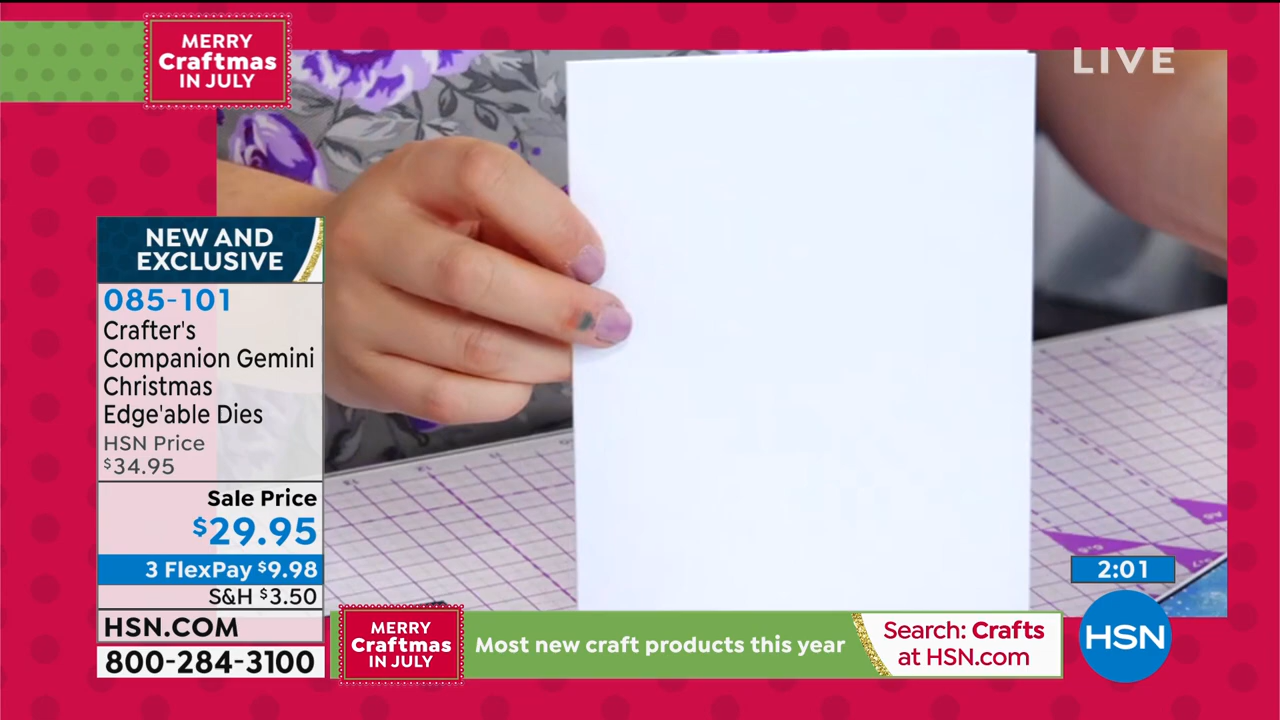 MERRY
Craftmas
IN JULY
LIVE
NEW AND
EXCLUSIVE
085-101
Crafter's
Companion Gemini
Christmas
Edge'able Dies
HSN Price
$34.95
Sale Price
$29.95
3 FlexPay $9.98
S&H $3.50
HSN.COM
800-284-3100
MERRY
Craftmas
IN JULY
Most new craft products this year
Search: Crafts
at HSN.com
2:01
HSN